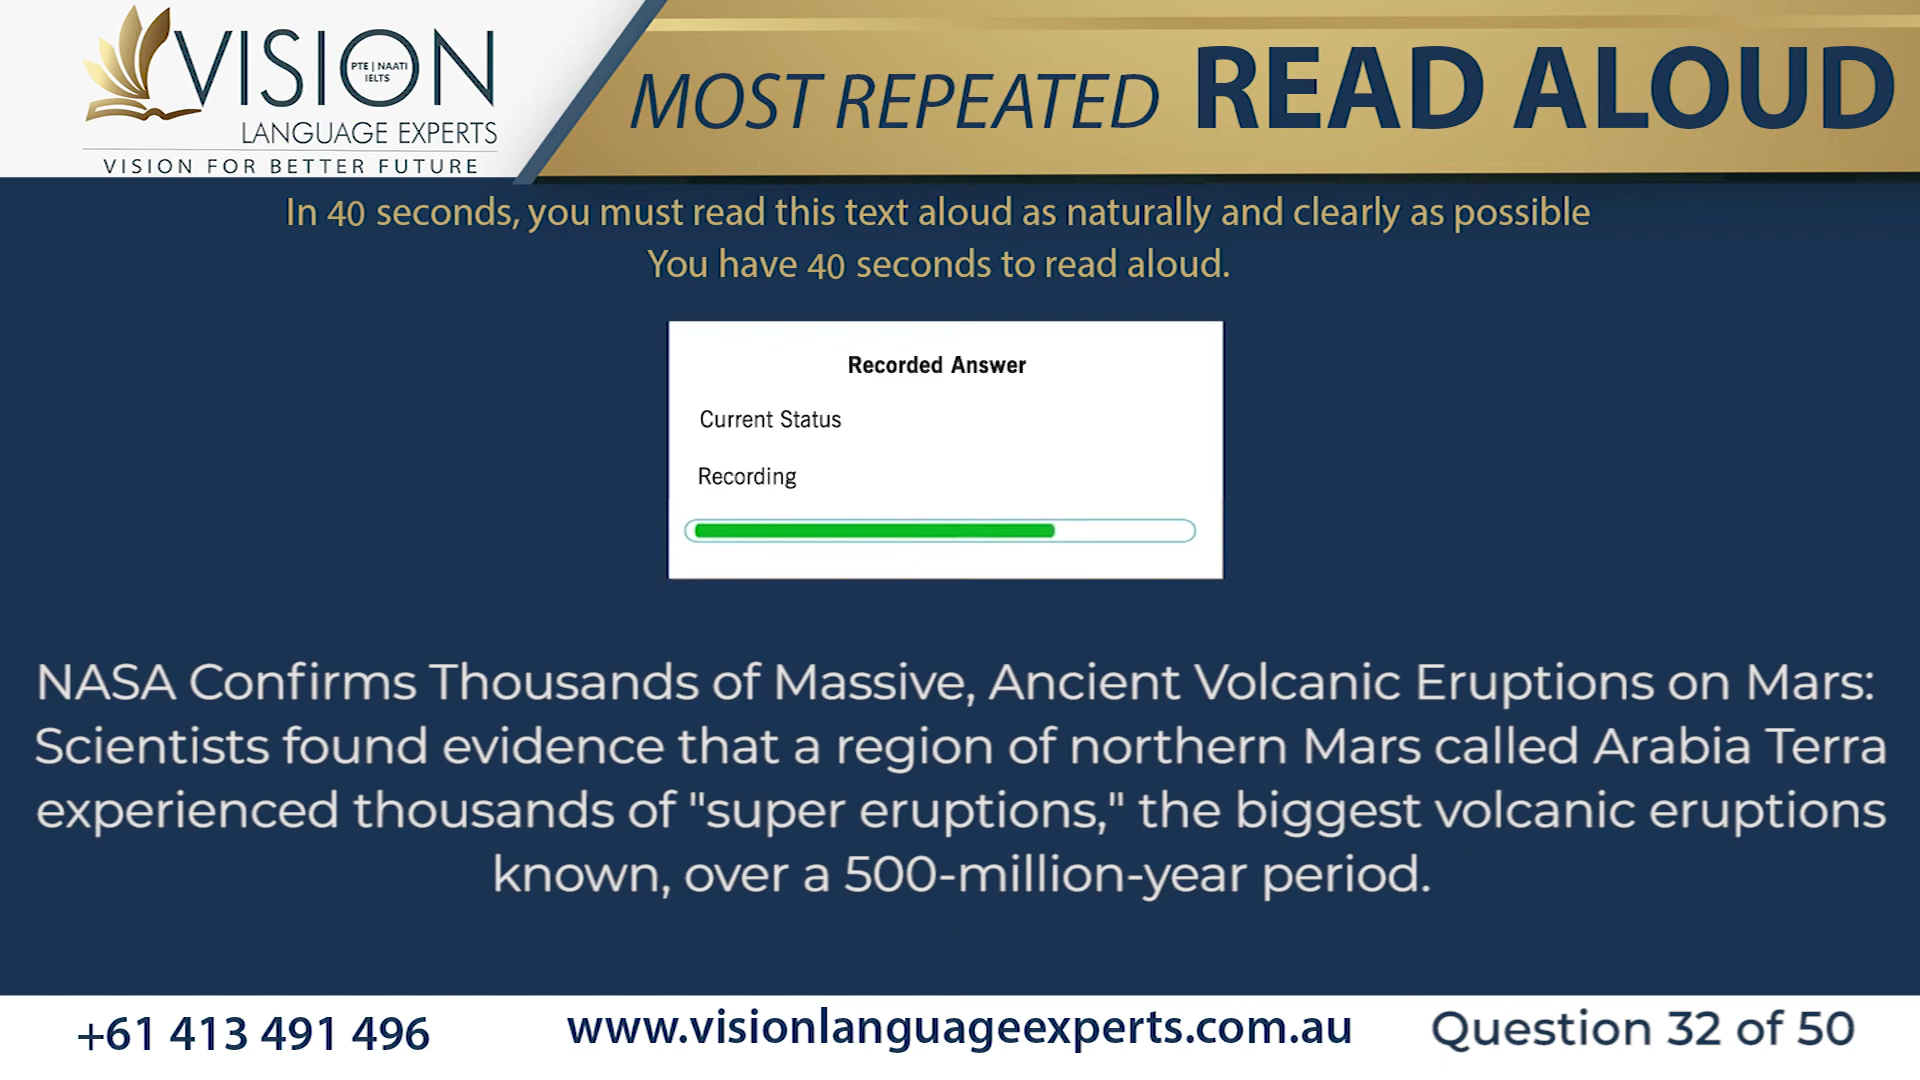 VISION
PTE | NAATI
IELTS
LANGUAGE EXPERTS
VISION FOR BETTER FUTURE
MOST REPEATED READ ALOUD
In 40 seconds, you must read this text aloud as naturally and clearly as possible
You have 40 seconds to read aloud.
Recorded Answer
Current Status
Recording
NASA Confirms Thousands of Massive, Ancient Volcanic Eruptions on Mars:
Scientists found evidence that a region of northern Mars called Arabia Terra
experienced thousands of "super eruptions," the biggest volcanic eruptions
known, over a 500-million-year period.
+61 413 491 496
www.visionlanguageexperts.com.au
Question 32 of 50